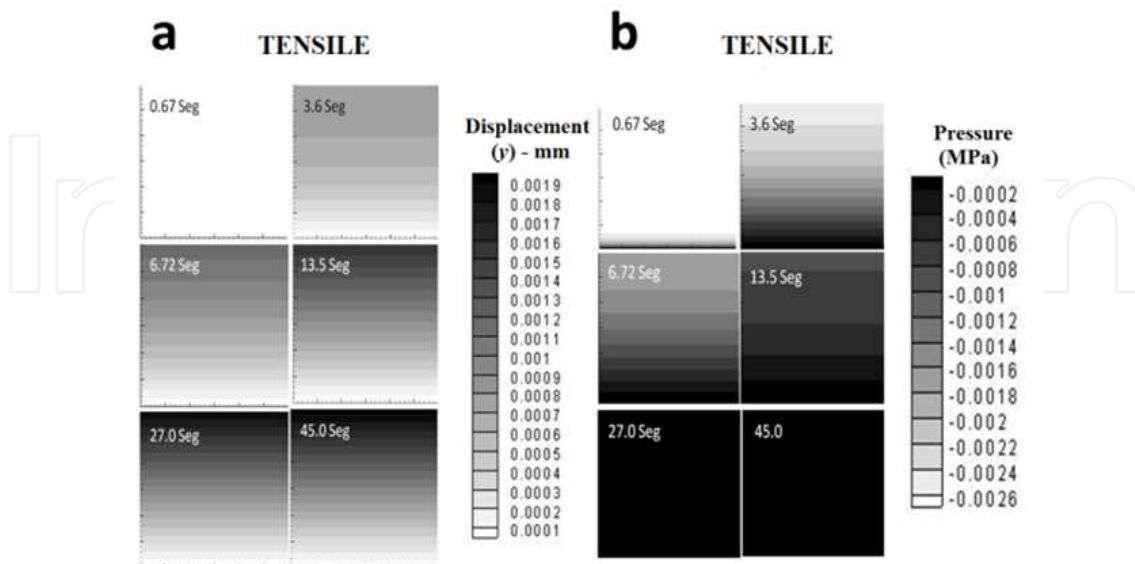 a
TENSILE
0.67 Seg
3.6 Seg
6.72 Seg
13.5 Seg
27.0 Seg
45.0 Seg
Displacement
(y) - mm
0.0019
0.0018
0.0017
0.0016
0.0015
0.0014
0.0013
0.0012
0.0011
0.001
0.0009
0.0008
0.0007
0.0006
0.0005
0.0004
0.0003
0.0002
0.0001
b
TENSILE
0.67 Seg
3.6 Seg
6.72 Seg
13.5 Seg
27.0 Seg
45.0
Pressure
(MPa)
-0.0002
-0.0004
-0.0006
-0.0008
-0.001
-0.0012
-0.0014
-0.0016
-0.0018
-0.002
-0.0022
-0.0024
-0.0026